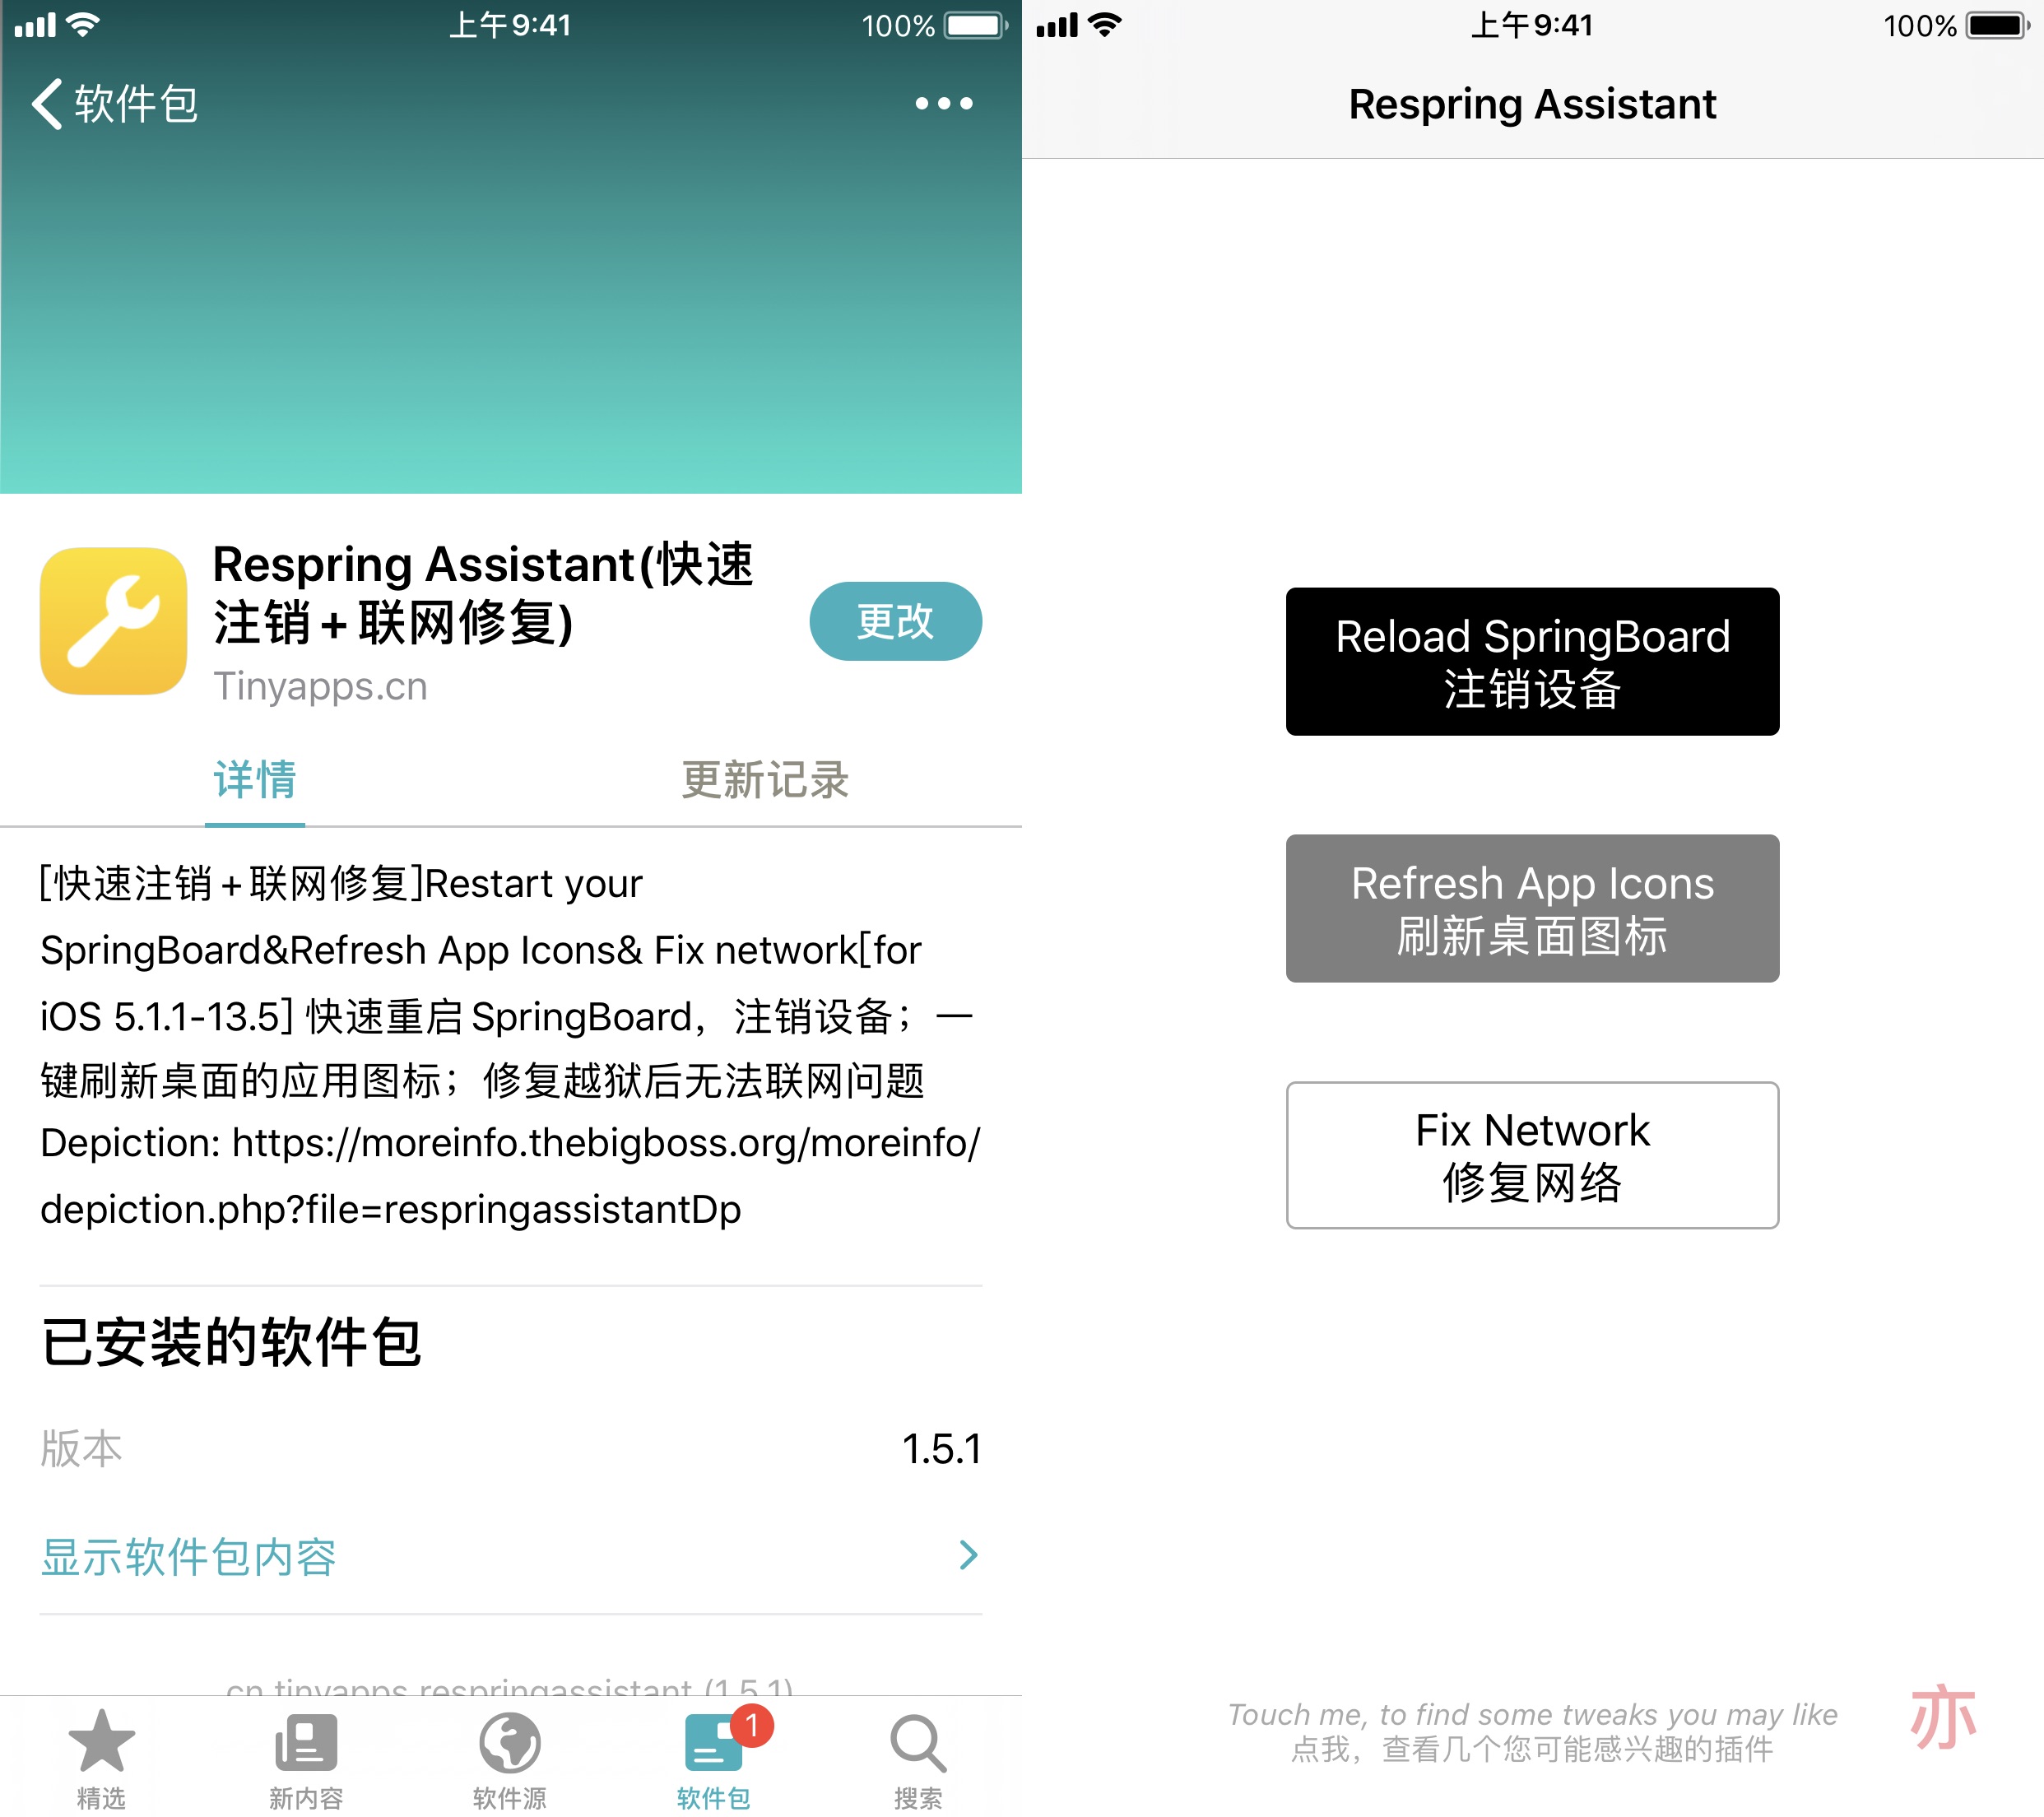 上午9:41
100%
软件包
Respring Assistant(快速
注销+联网修复)
Tinyapps.cn
更改
详情
更新记录
[快速注销+联网修复]Restart your
SpringBoard&Refresh App Icons& Fix network[for
iOS 5.1.1-13.5] 快速重启SpringBoard，注销设备；一
键刷新桌面的应用图标；修复越狱后无法联网问题
Depiction: https://moreinfo.thebigboss.org/moreinfo/
depiction.php?file=respringassistantDp
已安装的软件包
版本
1.5.1
显示软件包内容
cn.tinyapps.respringassistant (1.5.1)
1
精选
新内容
软件源
软件包
搜索
上午9:41
100%
Respring Assistant
Reload SpringBoard
注销设备
Refresh App Icons
刷新桌面图标
Fix Network
修复网络
Touch me, to find some tweaks you may like
点我，查看几个您可能感兴趣的插件
亦